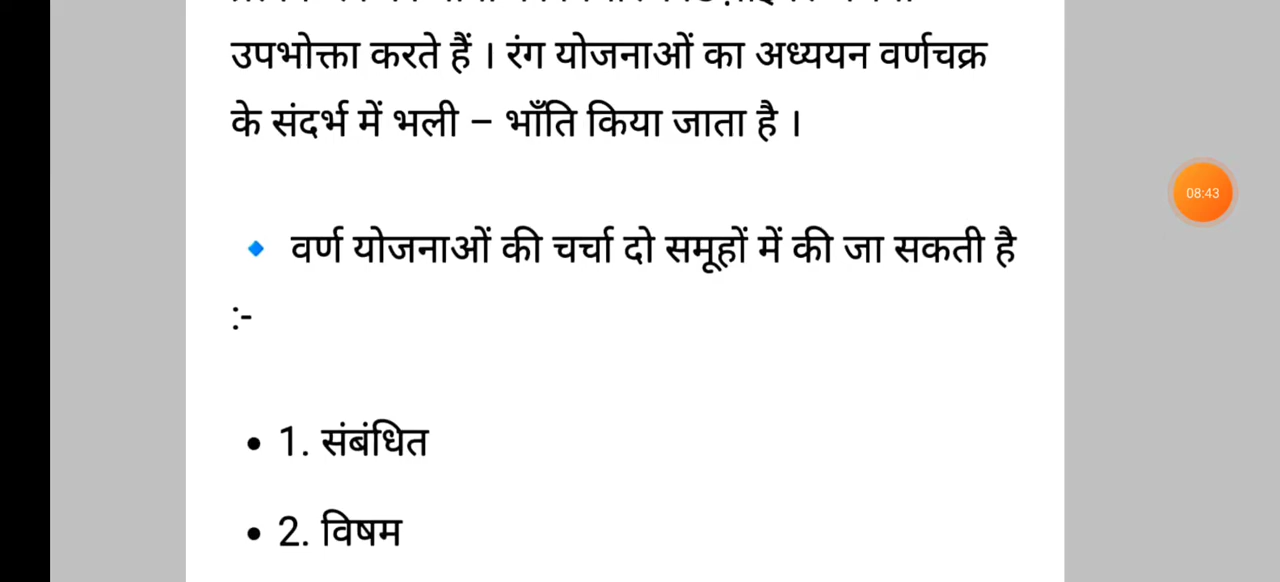 उपभोक्ता करते हैं । रंग योजनाओं का अध्ययन वर्णचक्र
के संदर्भ में भली – भाँति किया जाता है ।
🔹 वर्ण योजनाओं की चर्चा दो समूहों में की जा सकती है
:-
• 1. संबंधित
• 2. विषम
08:43